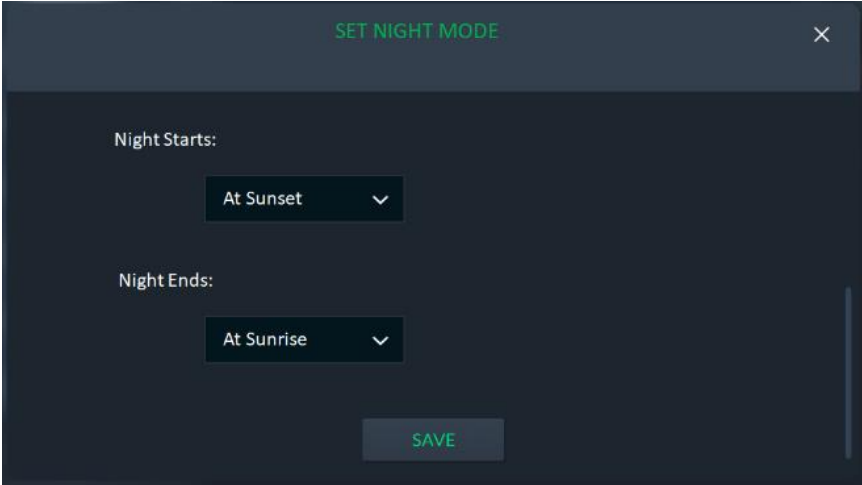 SET NIGHT MODE
Night Starts:
At Sunset
Night Ends:
At Sunrise
SAVE